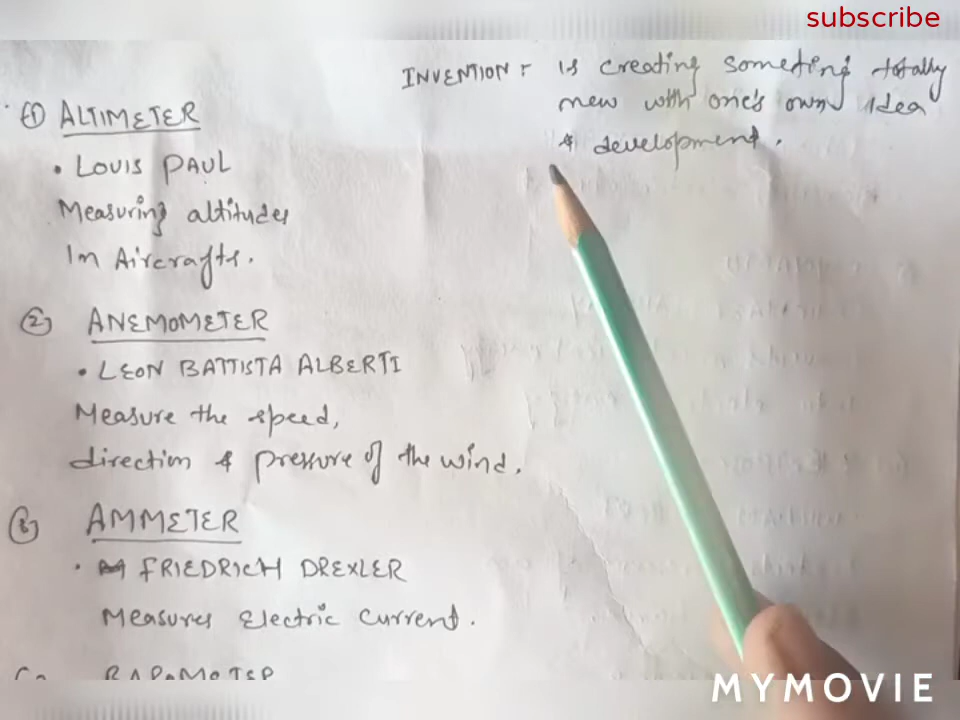 subscribe
INVENTION :- is creating someting totally
new with one's own Idea
& development.
(1) ALTIMETER
• LOUIS PAUL
Measuring altitudes
In Aircrafts.
(2) ANEMOMETER
• LEON BATTISTA ALBERTI
Measure the speed,
direction & pressure of the wind.
(3) AMMETER
• FRIEDRICH DREXLER
Measures Electric Current.
BAROMETER
MYMOVIE